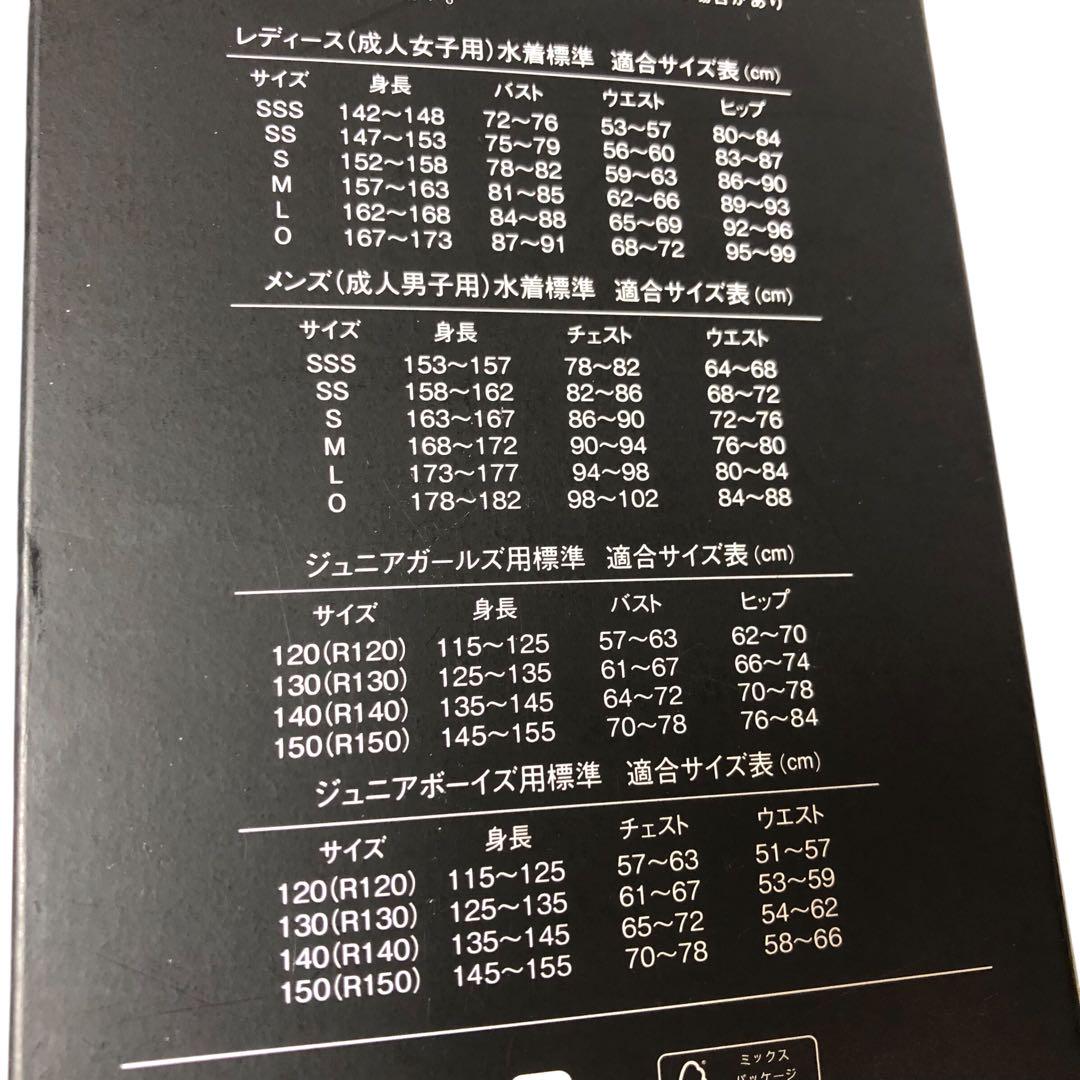 場合があり
レディース(成人女子用)水着標準 適合サイズ表(cm)
サイズ 身長 バスト ウエスト ヒップ
SSS 142～148 72～76 53～57 80～84
SS 147～153 75～79 56～60 83～87
S 152～158 78～82 59～63 86～90
M 157～163 81～85 62～66 89～93
L 162～168 84～88 65～69 92～96
O 167～173 87～91 68～72 95～99
メンズ(成人男子用)水着標準 適合サイズ表(cm)
サイズ 身長 チェスト ウエスト
SSS 153～157 78～82 64～68
SS 158～162 82～86 68～72
S 163～167 86～90 72～76
M 168～172 90～94 76～80
L 173～177 94～98 80～84
O 178～182 98～102 84～88
ジュニアガールズ用標準 適合サイズ表(cm)
サイズ 身長 バスト ヒップ
120(R120) 115～125 57～63 62～70
130(R130) 125～135 61～67 66～74
140(R140) 135～145 64～72 70～78
150(R150) 145～155 70～78 76～84
ジュニアボーイズ用標準 適合サイズ表(cm)
サイズ 身長 チェスト ウエスト
120(R120) 115～125 57～63 51～57
130(R130) 125～135 61～67 53～59
140(R140) 135～145 65～72 54～62
150(R150) 145～155 70～78 58～66
ミックス
パッケージ